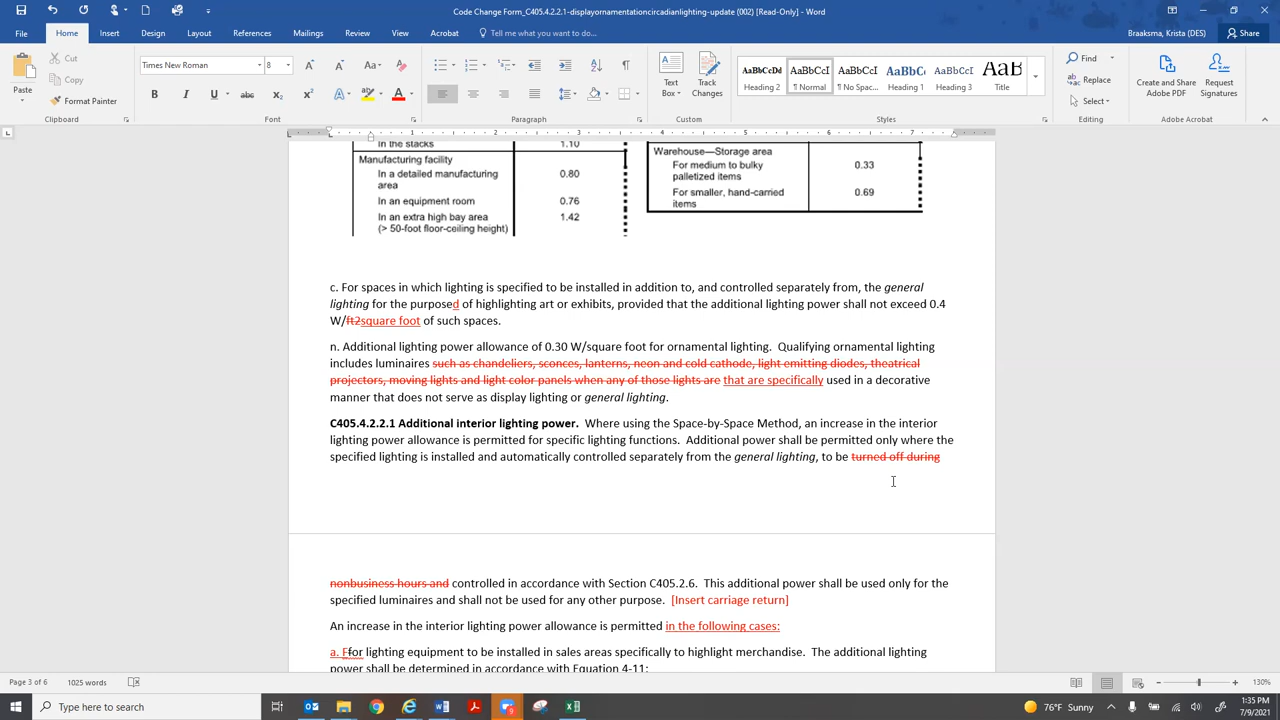 Code Change Form_C405.4.2.2.1-displayornamentationcircadianlighting-update (002) [Read-Only] - Word
File Home Insert Design Layout References Mailings Review View Acrobat Tell me what you want to do... Braaksma, Krista (DES) Share
Paste
Cut
Copy
Format Painter
Clipboard
Times New Roman 8
Font
Paragraph
Text Box
Track Changes
Custom
AaBbCcDd Heading 2
AaBbCcI ¶ Normal
AaBbCcI ¶ No Spac...
AaBbC Heading 1
AaBbCcI Heading 3
AaB Title
Styles
Find
Replace
Select
Editing
Create and Share Adobe PDF
Request Signatures
Adobe Acrobat
1 2 3 4 5 6 7
In the stacks 1.10
Manufacturing facility
In a detailed manufacturing area 0.80
In an equipment room 0.76
In an extra high bay area (> 50-foot floor-ceiling height) 1.42
Warehouse—Storage area
For medium to bulky palletized items 0.33
For smaller, hand-carried items 0.69
c. For spaces in which lighting is specified to be installed in addition to, and controlled separately from, the general
lighting for the purposed of highlighting art or exhibits, provided that the additional lighting power shall not exceed 0.4
W/ft2square foot of such spaces.
n. Additional lighting power allowance of 0.30 W/square foot for ornamental lighting. Qualifying ornamental lighting
includes luminaires such as chandeliers, sconces, lanterns, neon and cold cathode, light emitting diodes, theatrical
projectors, moving lights and light color panels when any of those lights are that are specifically used in a decorative
manner that does not serve as display lighting or general lighting.
C405.4.2.2.1 Additional interior lighting power. Where using the Space-by-Space Method, an increase in the interior
lighting power allowance is permitted for specific lighting functions. Additional power shall be permitted only where the
specified lighting is installed and automatically controlled separately from the general lighting, to be turned off during
nonbusiness hours and controlled in accordance with Section C405.2.6. This additional power shall be used only for the
specified luminaires and shall not be used for any other purpose. [Insert carriage return]
An increase in the interior lighting power allowance is permitted in the following cases:
a. Ffor lighting equipment to be installed in sales areas specifically to highlight merchandise. The additional lighting
power shall be determined in accordance with Equation 4-11:
Page 3 of 6 1025 words 130%
Type here to search 76°F Sunny 1:35 PM
7/9/2021